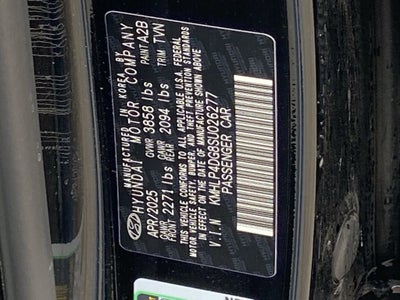 MANUFACTURED IN KOREA BY
HYUNDAI MOTOR COMPANY
APR/2025 GVWR 3858 lbs PAINT A2B
GAWR FRONT 2271 lbs GAWR REAR 2094 lbs TRIM TVN
THIS VEHICLE CONFORMS TO ALL APPLICABLE U.S.A. FEDERAL
MOTOR VEHICLE SAFETY, BUMPER, AND THEFT PREVENTION STANDARDS
IN EFFECT ON THE DATE OF MANUFACTURE SHOWN ABOVE
V.I.N KMHLP4DG8SU026277
PASSENGER CAR